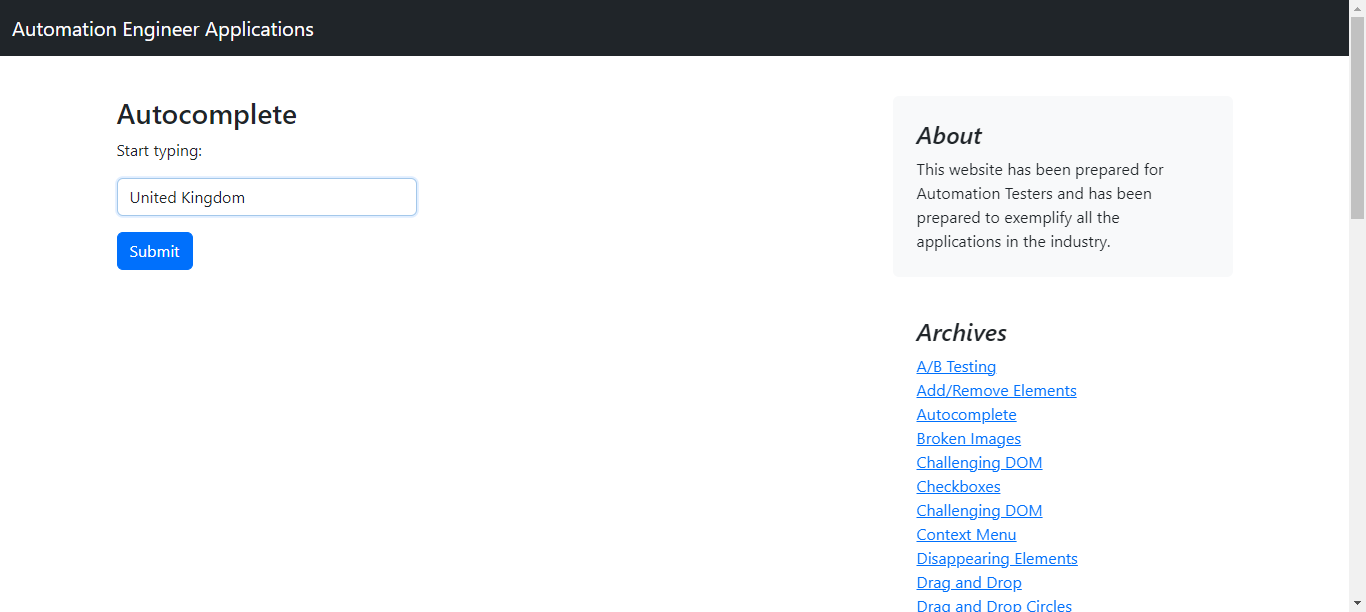 Automation Engineer Applications
Autocomplete
Start typing:
United Kingdom
Submit
About
This website has been prepared for
Automation Testers and has been
prepared to exemplify all the
applications in the industry.
Archives
A/B Testing
Add/Remove Elements
Autocomplete
Broken Images
Challenging DOM
Checkboxes
Challenging DOM
Context Menu
Disappearing Elements
Drag and Drop
Drag and Drop Circles